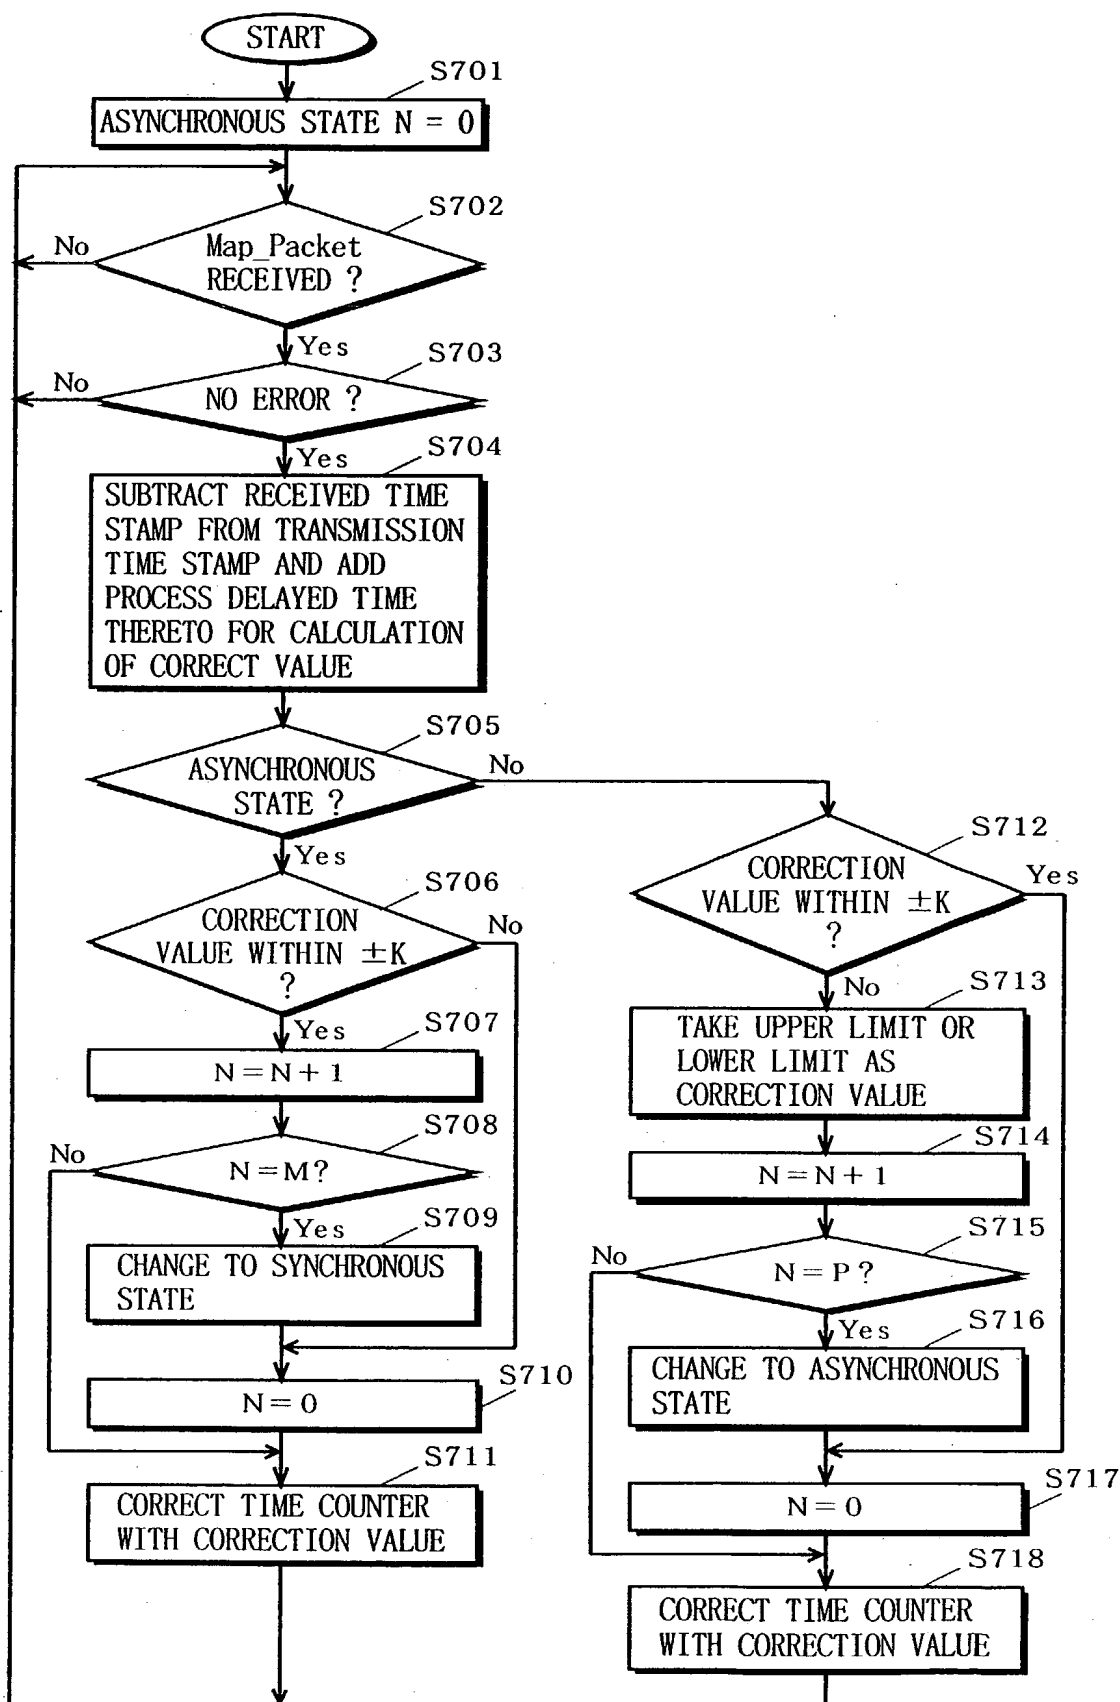 START
S701
ASYNCHRONOUS STATE N = 0
S702
Map_Packet
RECEIVED ?
No
Yes
S703
NO ERROR ?
No
Yes
S704
SUBTRACT RECEIVED TIME
STAMP FROM TRANSMISSION
TIME STAMP AND ADD
PROCESS DELAYED TIME
THERETO FOR CALCULATION
OF CORRECT VALUE
S705
ASYNCHRONOUS
STATE ?
No
Yes
S706
CORRECTION
VALUE WITHIN ±K
?
No
Yes
S707
N = N + 1
S708
N = M ?
No
Yes
S709
CHANGE TO SYNCHRONOUS
STATE
S710
N = 0
S711
CORRECT TIME COUNTER
WITH CORRECTION VALUE
S712
CORRECTION
VALUE WITHIN ±K
?
Yes
No
S713
TAKE UPPER LIMIT OR
LOWER LIMIT AS
CORRECTION VALUE
S714
N = N + 1
S715
N = P ?
No
Yes
S716
CHANGE TO ASYNCHRONOUS
STATE
S717
N = 0
S718
CORRECT TIME COUNTER
WITH CORRECTION VALUE